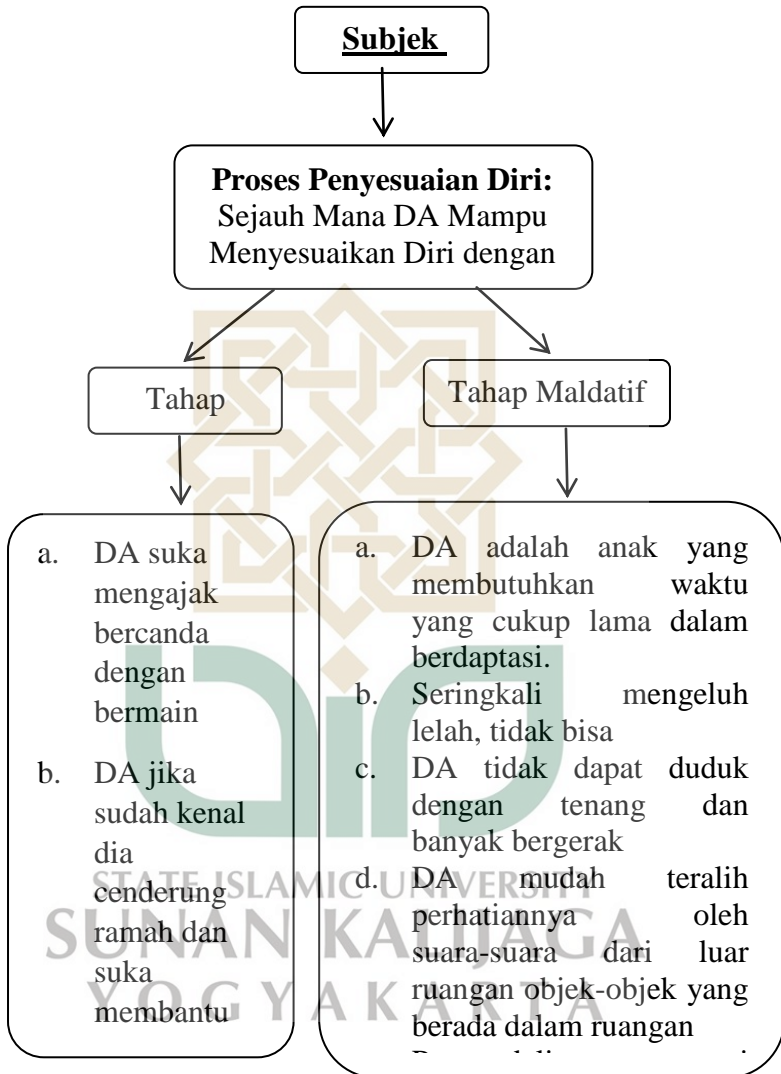 Subjek
Proses Penyesuaian Diri:
Sejauh Mana DA Mampu
Menyesuaikan Diri dengan
Tahap
Tahap Maldatif
a. DA suka
mengajak
bercanda
dengan
bermain
b. DA jika
sudah kenal
dia
cenderung
ramah dan
suka
membantu
a. DA adalah anak yang
membutuhkan waktu
yang cukup lama dalam
berdaptasi.
b. Seringkali mengeluh
lelah, tidak bisa
c. DA tidak dapat duduk
dengan tenang dan
banyak bergerak
d. DA mudah teralih
perhatiannya oleh
suara-suara dari luar
ruangan objek-objek yang
berada dalam ruangan
STATE ISLAMIC UNIVERSITY
SUNAN KALIJAGA
YOGYAKARTA